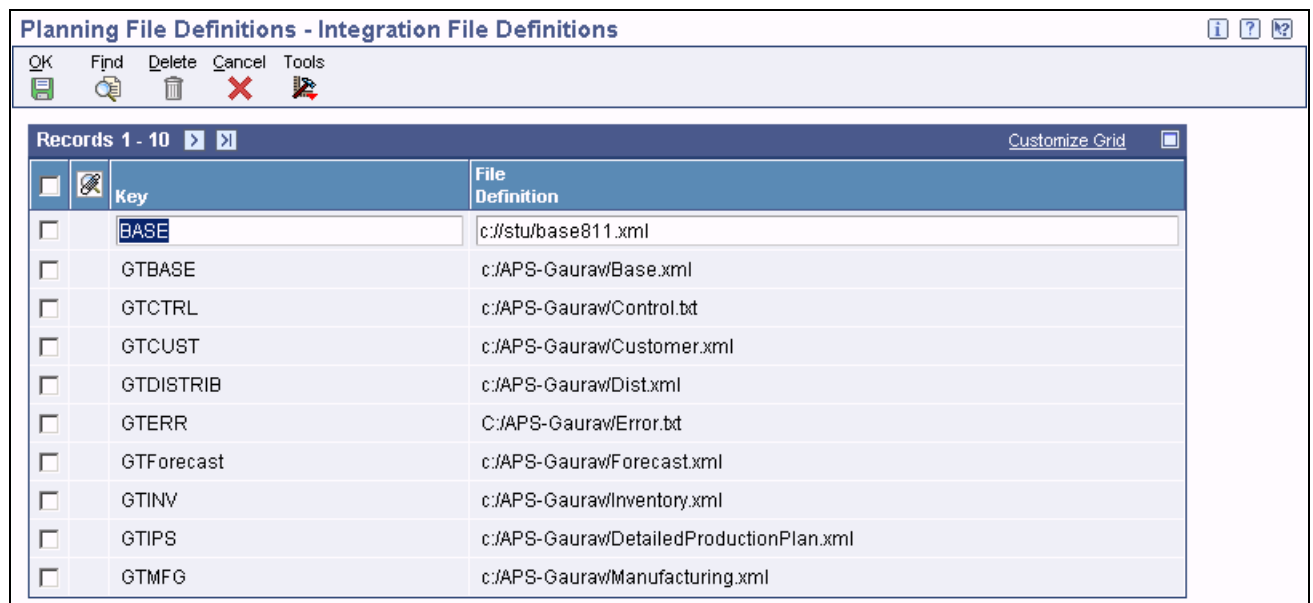 Planning File Definitions - Integration File Definitions
OK Find Delete Cancel Tools
Records 1 - 10 Customize Grid
Key File Definition
BASE c://stu/base811.xml
GTBASE c:/APS-Gaurav/Base.xml
GTCTRL c:/APS-Gaurav/Control.txt
GTCUST c:/APS-Gaurav/Customer.xml
GTDISTRIB c:/APS-Gaurav/Dist.xml
GTERR C:/APS-Gaurav/Error.txt
GTForecast c:/APS-Gaurav/Forecast.xml
GTINV c:/APS-Gaurav/Inventory.xml
GTIPS c:/APS-Gaurav/DetailedProductionPlan.xml
GTMFG c:/APS-Gaurav/Manufacturing.xml